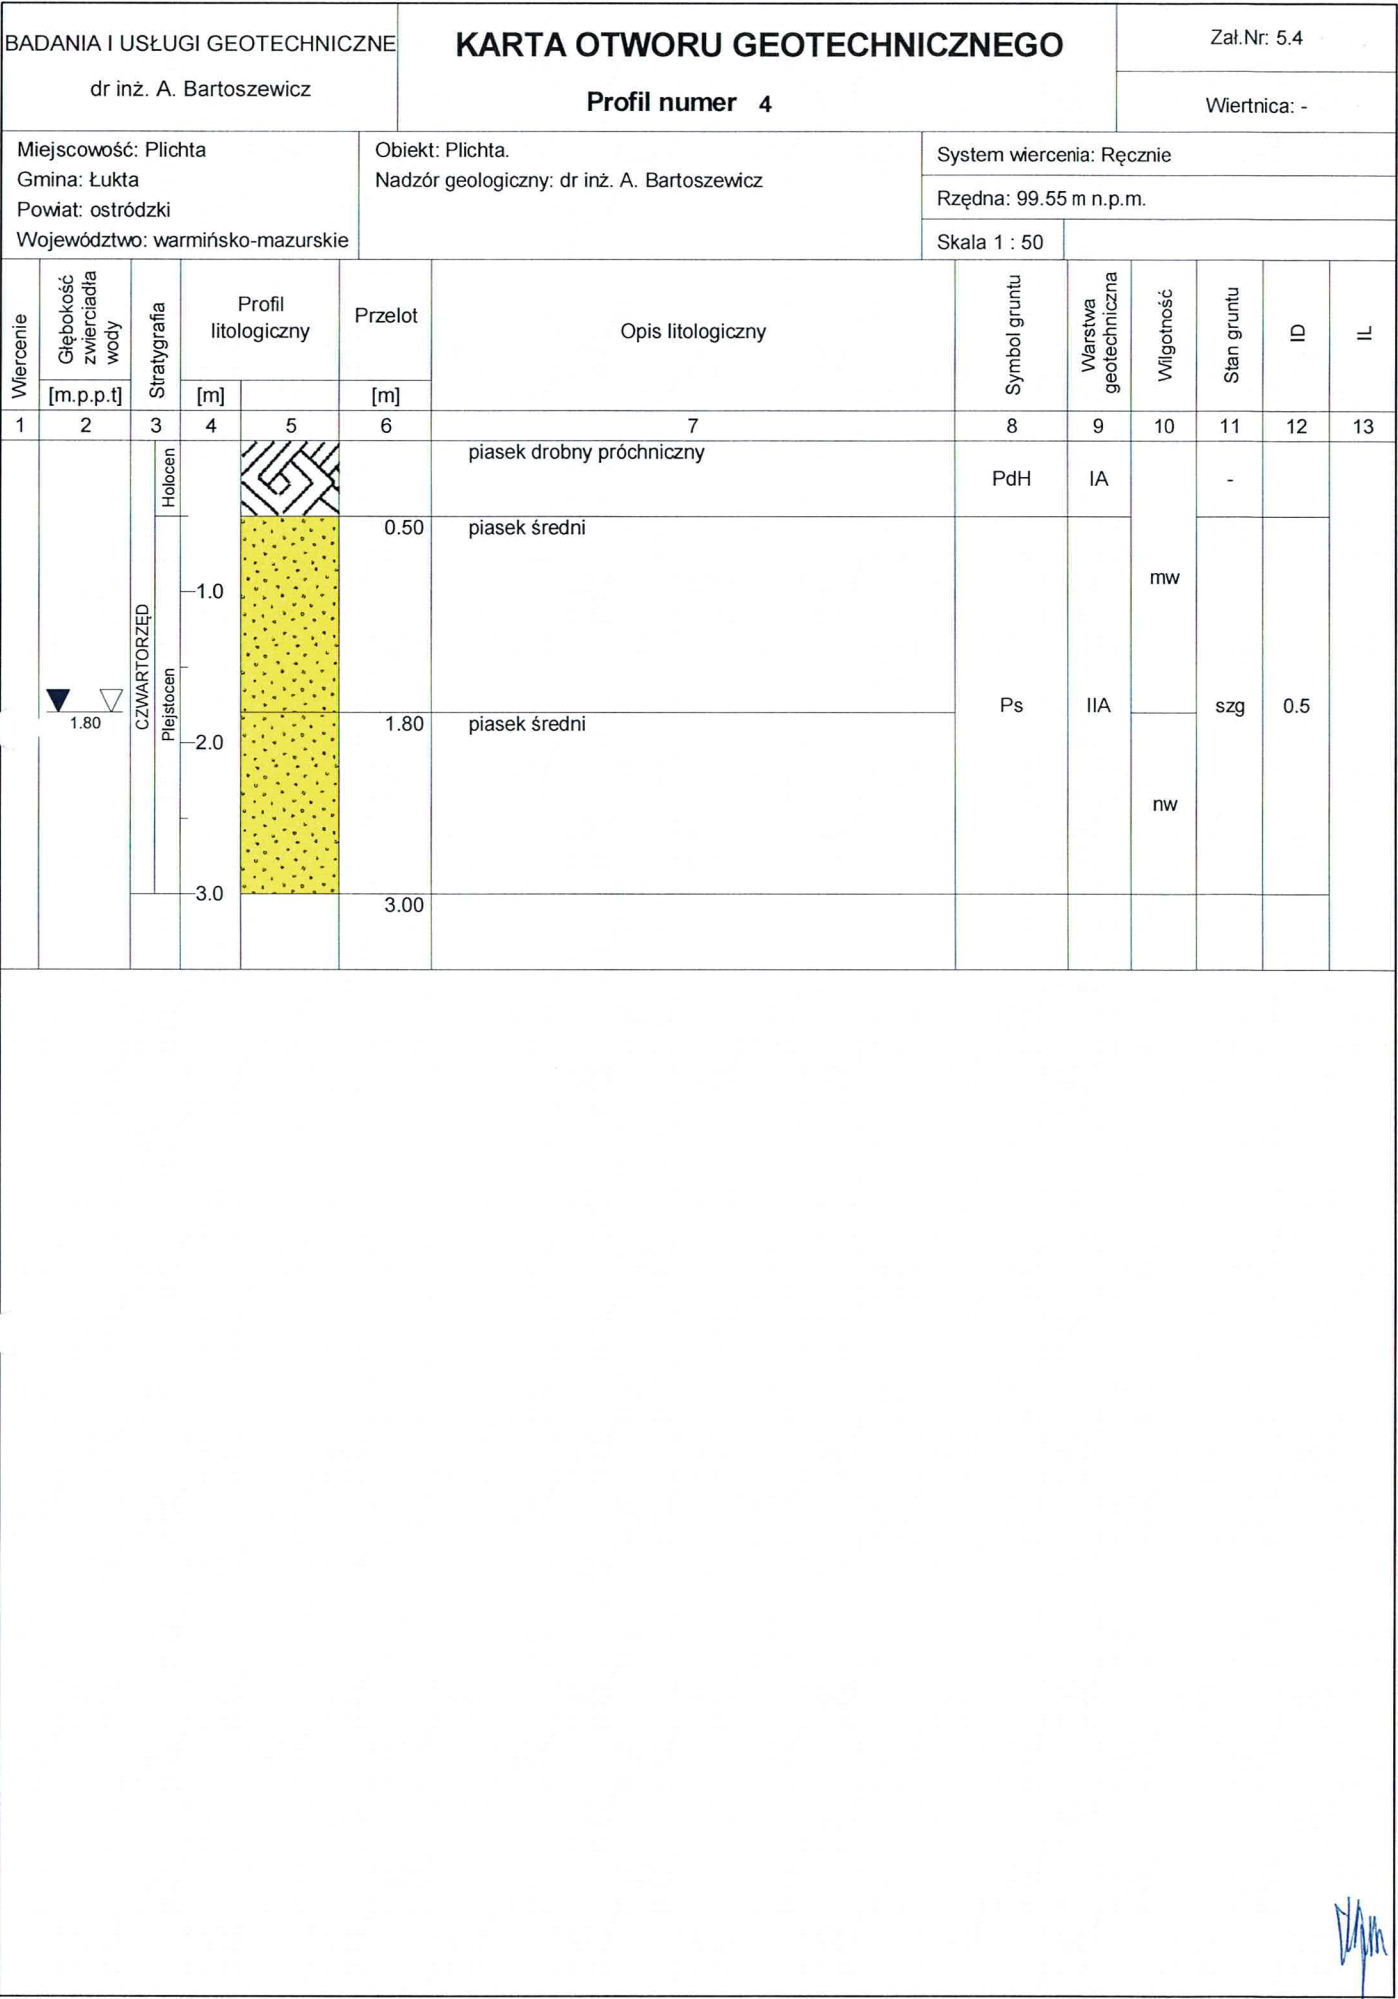 BADANIA I USŁUGI GEOTECHNICZNE
dr inż. A. Bartoszewicz
KARTA OTWORU GEOTECHNICZNEGO
Profil numer 4
Zał.Nr: 5.4
Wiertnica: -
Miejscowość: Plichta
Gmina: Łukta
Powiat: ostródzki
Województwo: warmińsko-mazurskie
Obiekt: Plichta.
Nadzór geologiczny: dr inż. A. Bartoszewicz
System wiercenia: Ręcznie
Rzędna: 99.55 m n.p.m.
Skala 1 : 50
Wiercenie
Głębokość
zwierciadła
wody
[m.p.p.t]
Stratygrafia
Profil
litologiczny
[m]
Przelot
[m]
Opis litologiczny
Symbol gruntu
Warstwa
geotechniczna
Wilgotność
Stan gruntu
ID
IL
1 2 3 4 5 6 7 8 9 10 11 12 13
Holocen
piasek drobny próchniczny
PdH IA -
0.50 piasek średni
1.0
mw
CZWARTORZĘD
Plejstocen
1.80
Ps IIA szg 0.5
1.80 piasek średni
2.0
nw
3.0
3.00